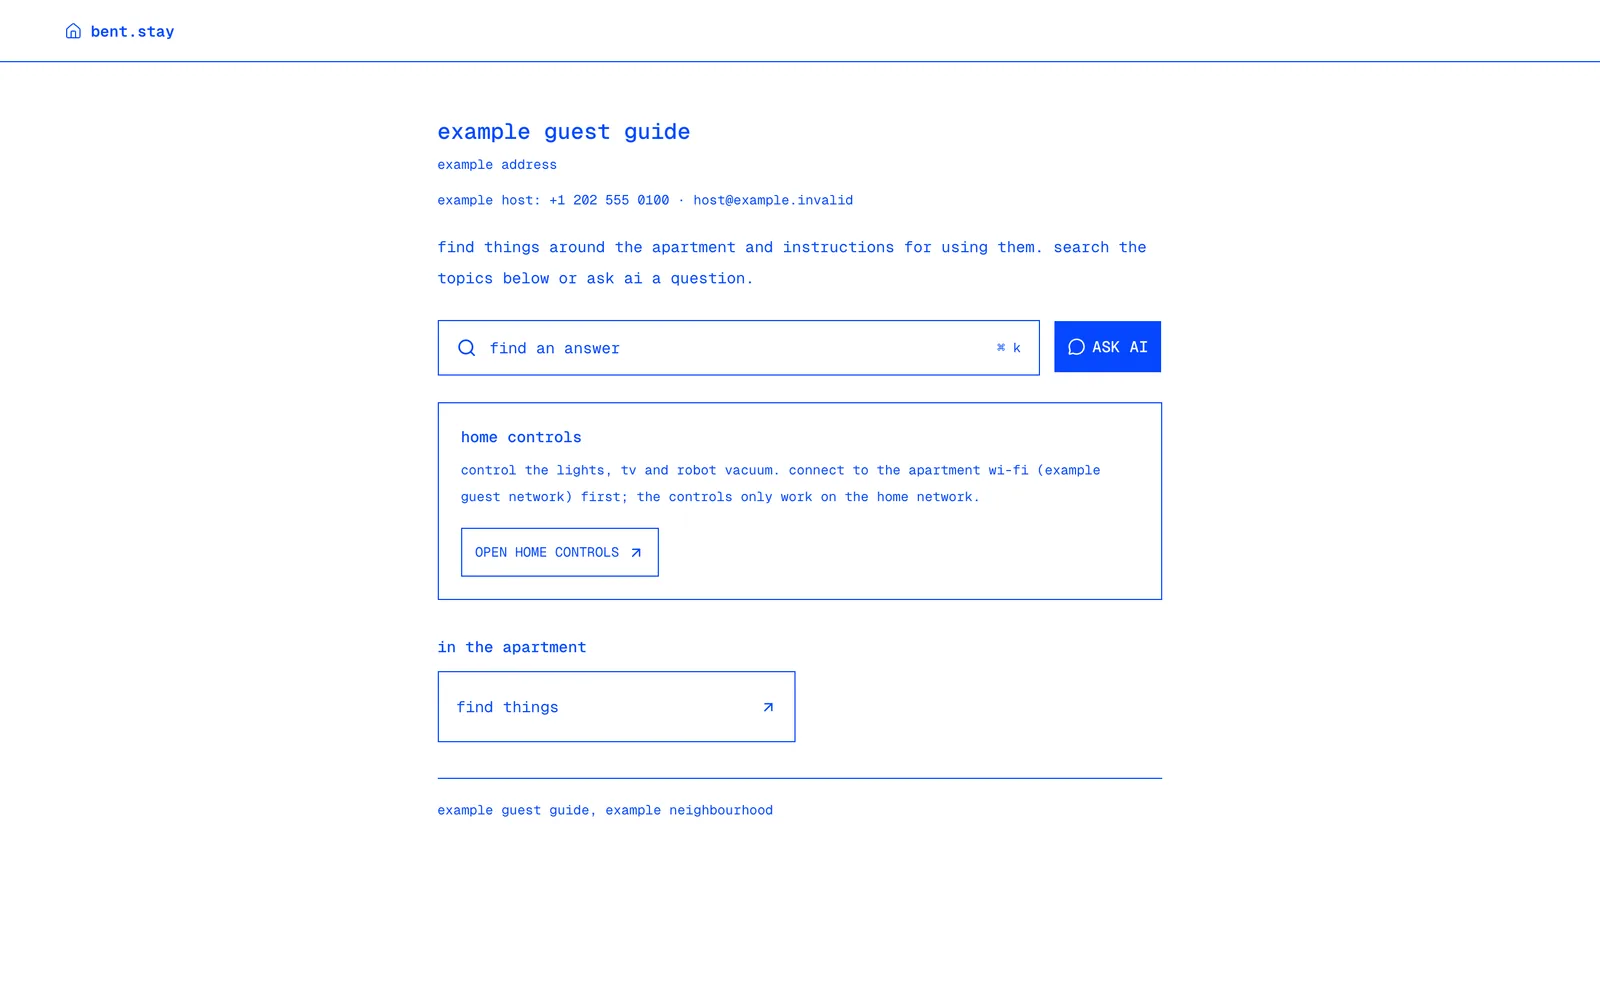 bent.stay
example guest guide
example address
example host: +1 202 555 0100 · host@example.invalid
find things around the apartment and instructions for using them. search the
topics below or ask ai a question.
find an answer ⌘ k
ASK AI
home controls
control the lights, tv and robot vacuum. connect to the apartment wi-fi (example
guest network) first; the controls only work on the home network.
OPEN HOME CONTROLS
in the apartment
find things
example guest guide, example neighbourhood